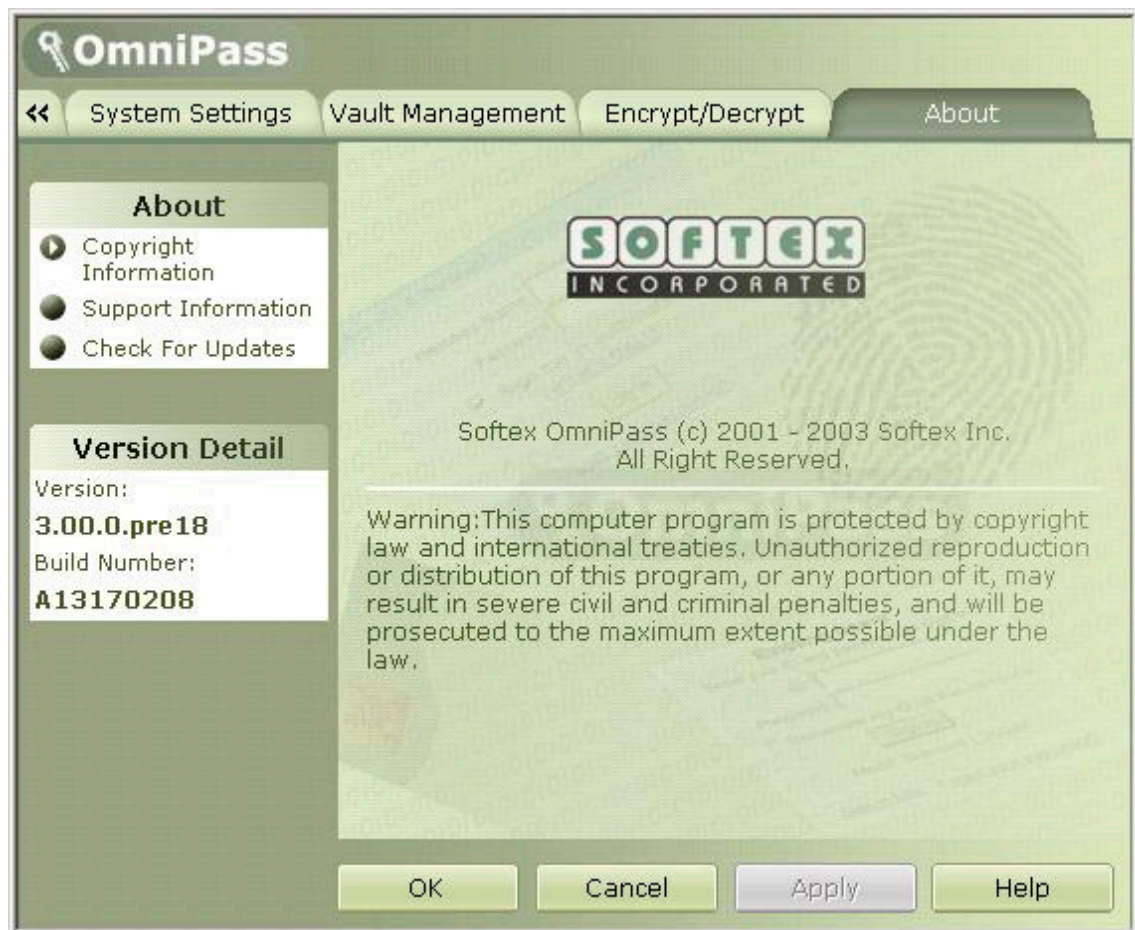 OmniPass
<< System Settings Vault Management Encrypt/Decrypt About
About
Copyright
Information
Support Information
Check For Updates
Version Detail
Version:
3.00.0.pre18
Build Number:
A13170208
SOFTEX
INCORPORATED
Softex OmniPass (c) 2001 - 2003 Softex Inc.
All Right Reserved.
Warning:This computer program is protected by copyright
law and international treaties. Unauthorized reproduction
or distribution of this program, or any portion of it, may
result in severe civil and criminal penalties, and will be
prosecuted to the maximum extent possible under the
law.
OK Cancel Apply Help